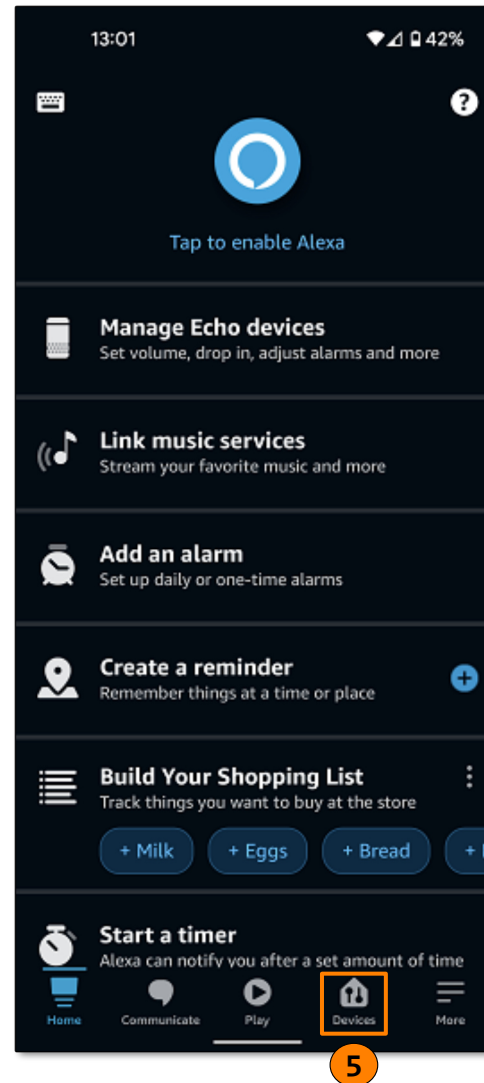 13:01 42%
?
Tap to enable Alexa
Manage Echo devices
Set volume, drop in, adjust alarms and more
Link music services
Stream your favorite music and more
Add an alarm
Set up daily or one-time alarms
Create a reminder
Remember things at a time or place
Build Your Shopping List
Track things you want to buy at the store
+ Milk + Eggs + Bread +
Start a timer
Alexa can notify you after a set amount of time
Home Communicate Play Devices More
5